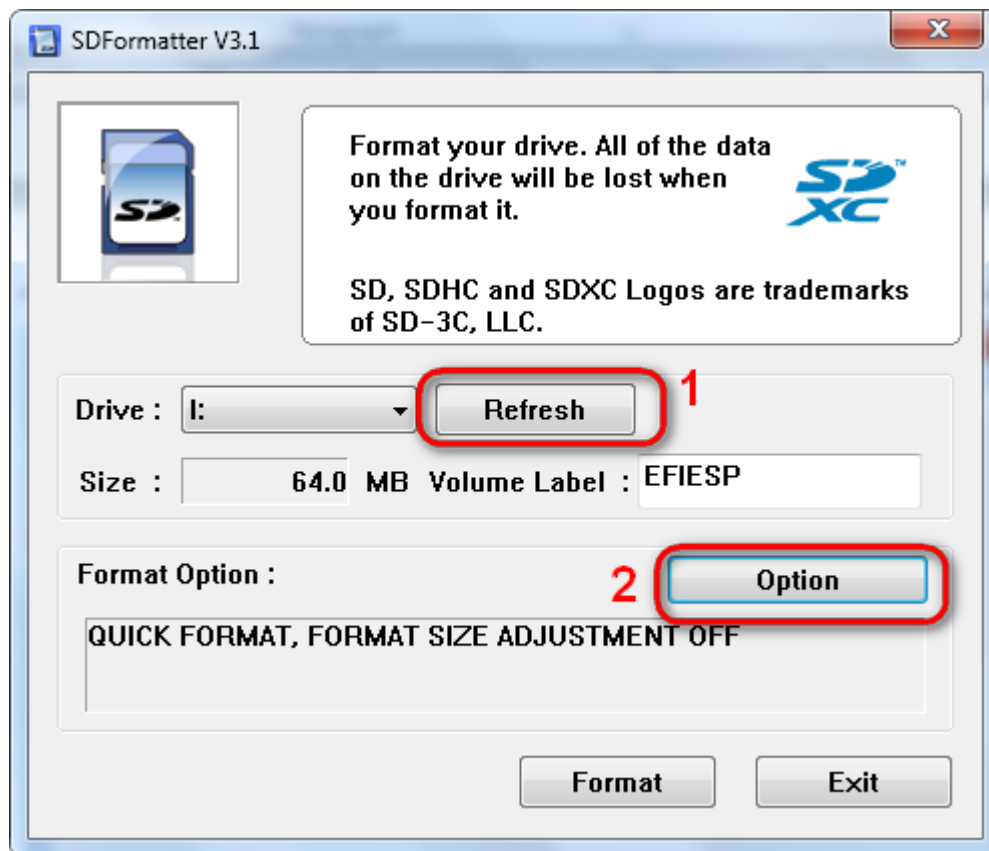 SDFormatter V3.1
SD
Format your drive. All of the data
on the drive will be lost when
you format it.
SD XC™
SD, SDHC and SDXC Logos are trademarks
of SD-3C, LLC.
Drive : I: Refresh 1
Size : 64.0 MB Volume Label : EFIESP
Format Option : 2 Option
QUICK FORMAT, FORMAT SIZE ADJUSTMENT OFF
Format Exit